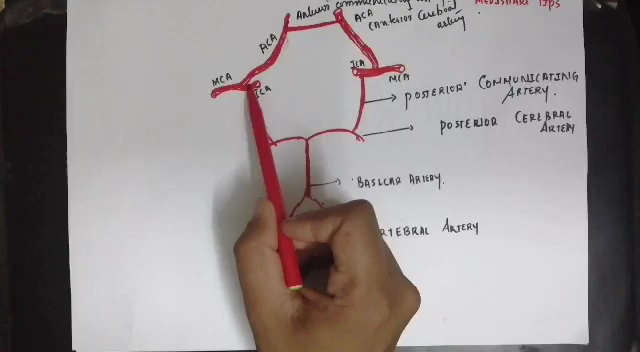 MEDISHARE TIPS
Anterior communicating
ACA
(Anterior Cerebral
artery.
ACA
MCA
ICA
ICA
MCA
POSTERIOR COMMUNICATING
ARTERY.
POSTERIOR CEREBRAL
ARTERY
BASILAR ARTERY.
RTEBRAL ARTERY